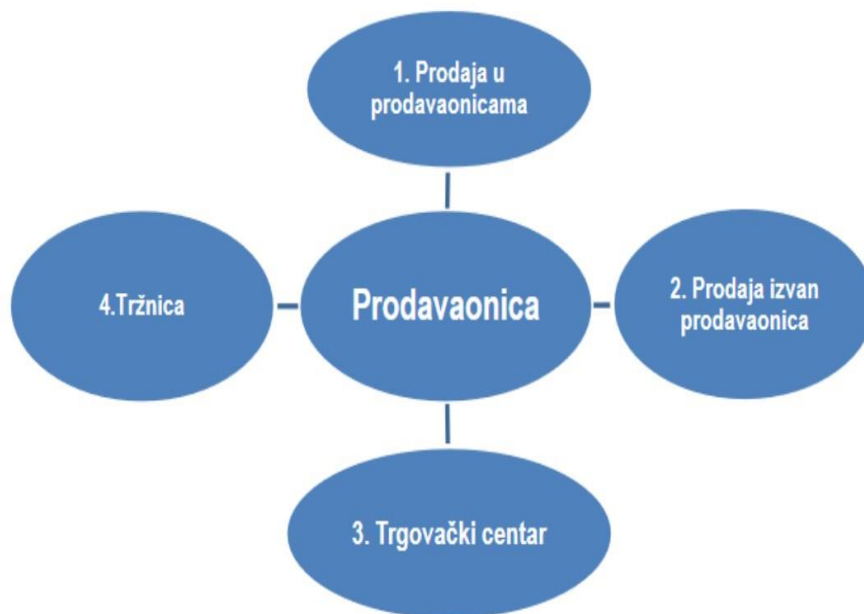 1. Prodaja u
prodavaonicama
4.Tržnica
Prodavaonica
2. Prodaja izvan
prodavaonica
3. Trgovački centar